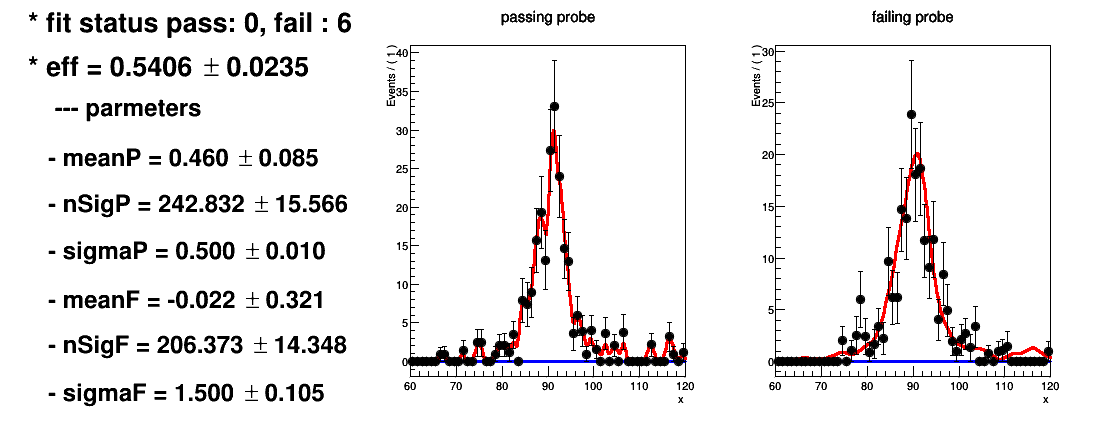 * fit status pass: 0, fail : 6
* eff = 0.5406 ± 0.0235
--- parmeters
- meanP = 0.460 ± 0.085
- nSigP = 242.832 ± 15.566
- sigmaP = 0.500 ± 0.010
- meanF = -0.022 ± 0.321
- nSigF = 206.373 ± 14.348
- sigmaF = 1.500 ± 0.105
passing probe
Events / ( 1 )
40
35
30
25
20
15
10
5
0
60 70 80 90 100 110 120
x
failing probe
Events / ( 1 )
30
25
20
15
10
5
0
60 70 80 90 100 110 120
x